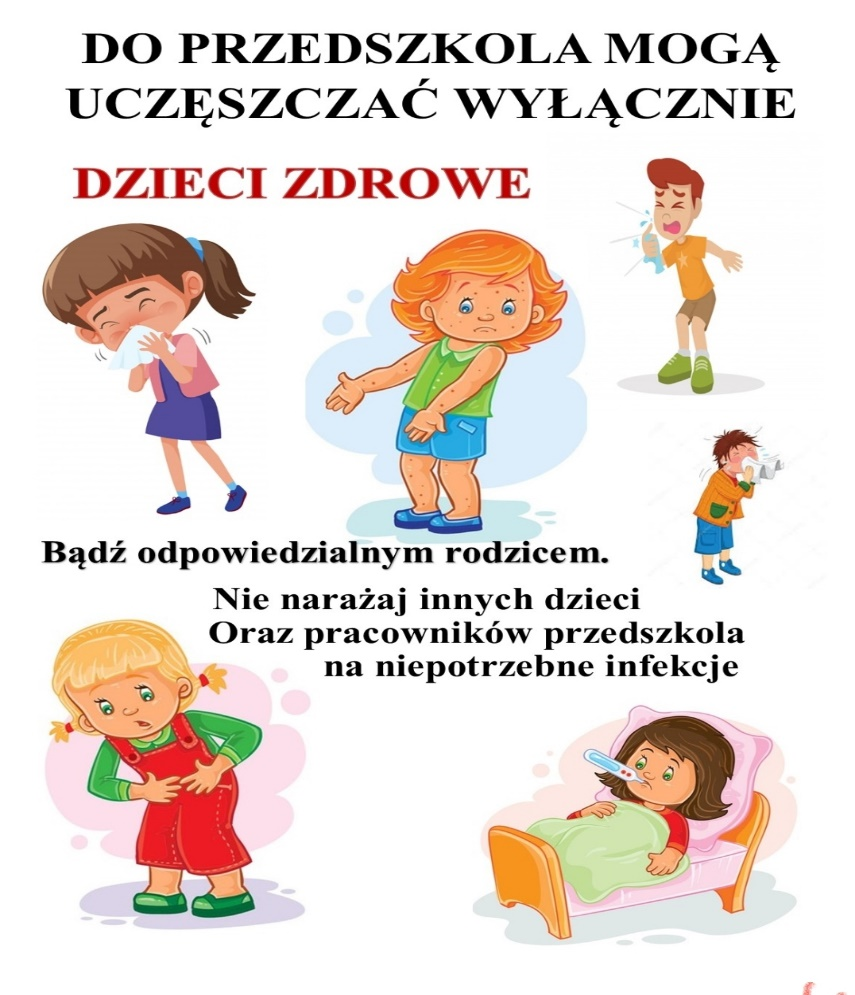 DO PRZEDSZKOLA MOGĄ
UCZĘSZCZAĆ WYŁĄCZNIE
DZIECI ZDROWE
Bądź odpowiedzialnym rodzicem.
Nie narażaj innych dzieci
Oraz pracowników przedszkola
na niepotrzebne infekcje